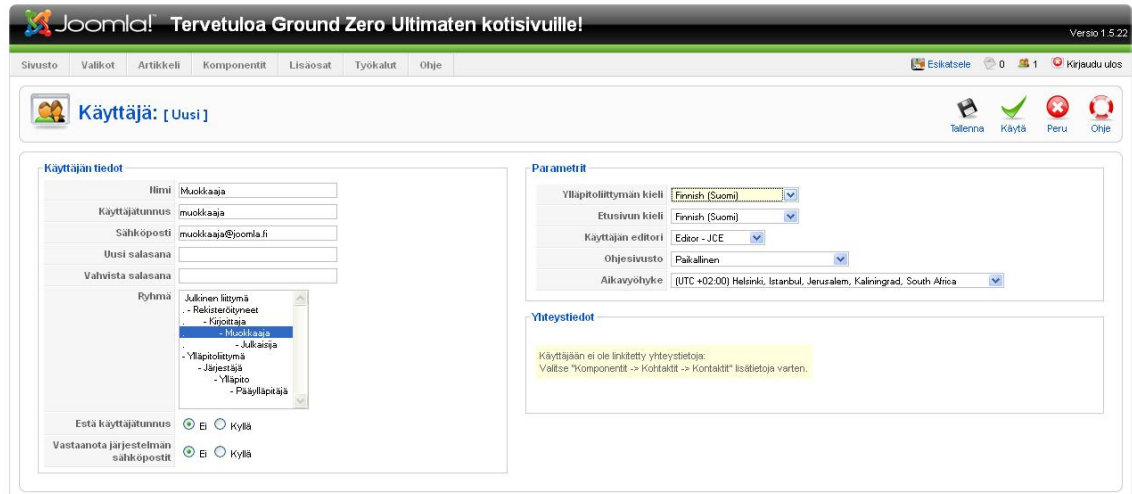 Joomla! Tervetuloa Ground Zero Ultimaten kotisivuille!
Versio 1.5.22
Sivusto Valikot Artikkeli Komponentit Lisäosat Työkalut Ohje Esikatsele 0 1 Kirjaudu ulos
Käyttäjä: [ Uusi ]
Tallenna Käytä Peru Ohje
Käyttäjän tiedot
Nimi Muokkaaja
Käyttäjätunnus muokkaaja
Sähköposti muokkaaja@joomla.fi
Uusi salasana
Vahvista salasana
Ryhmä Julkinen liittymä
. - Rekisteröityneet
. - Kirjoittaja
. - Muokkaaja
. - Julkaisija
- Ylläpitoliittymä
- Järjestäjä
- Ylläpito
- Pääylläpitäjä
Estä käyttäjätunnus Ei Kyllä
Vastaanota järjestelmän
sähköpostit Ei Kyllä
Parametrit
Ylläpitoliittymän kieli Finnish (Suomi)
Etusivun kieli Finnish (Suomi)
Käyttäjän editori Editor - JCE
Ohjesivusto Paikallinen
Aikavyöhyke (UTC +02:00) Helsinki, Istanbul, Jerusalem, Kaliningrad, South Africa
Yhteystiedot
Käyttäjään ei ole linkitetty yhteystietoja:
Valitse "Komponentit -> Kohtaktit -> Kontaktit" lisätietoja varten.